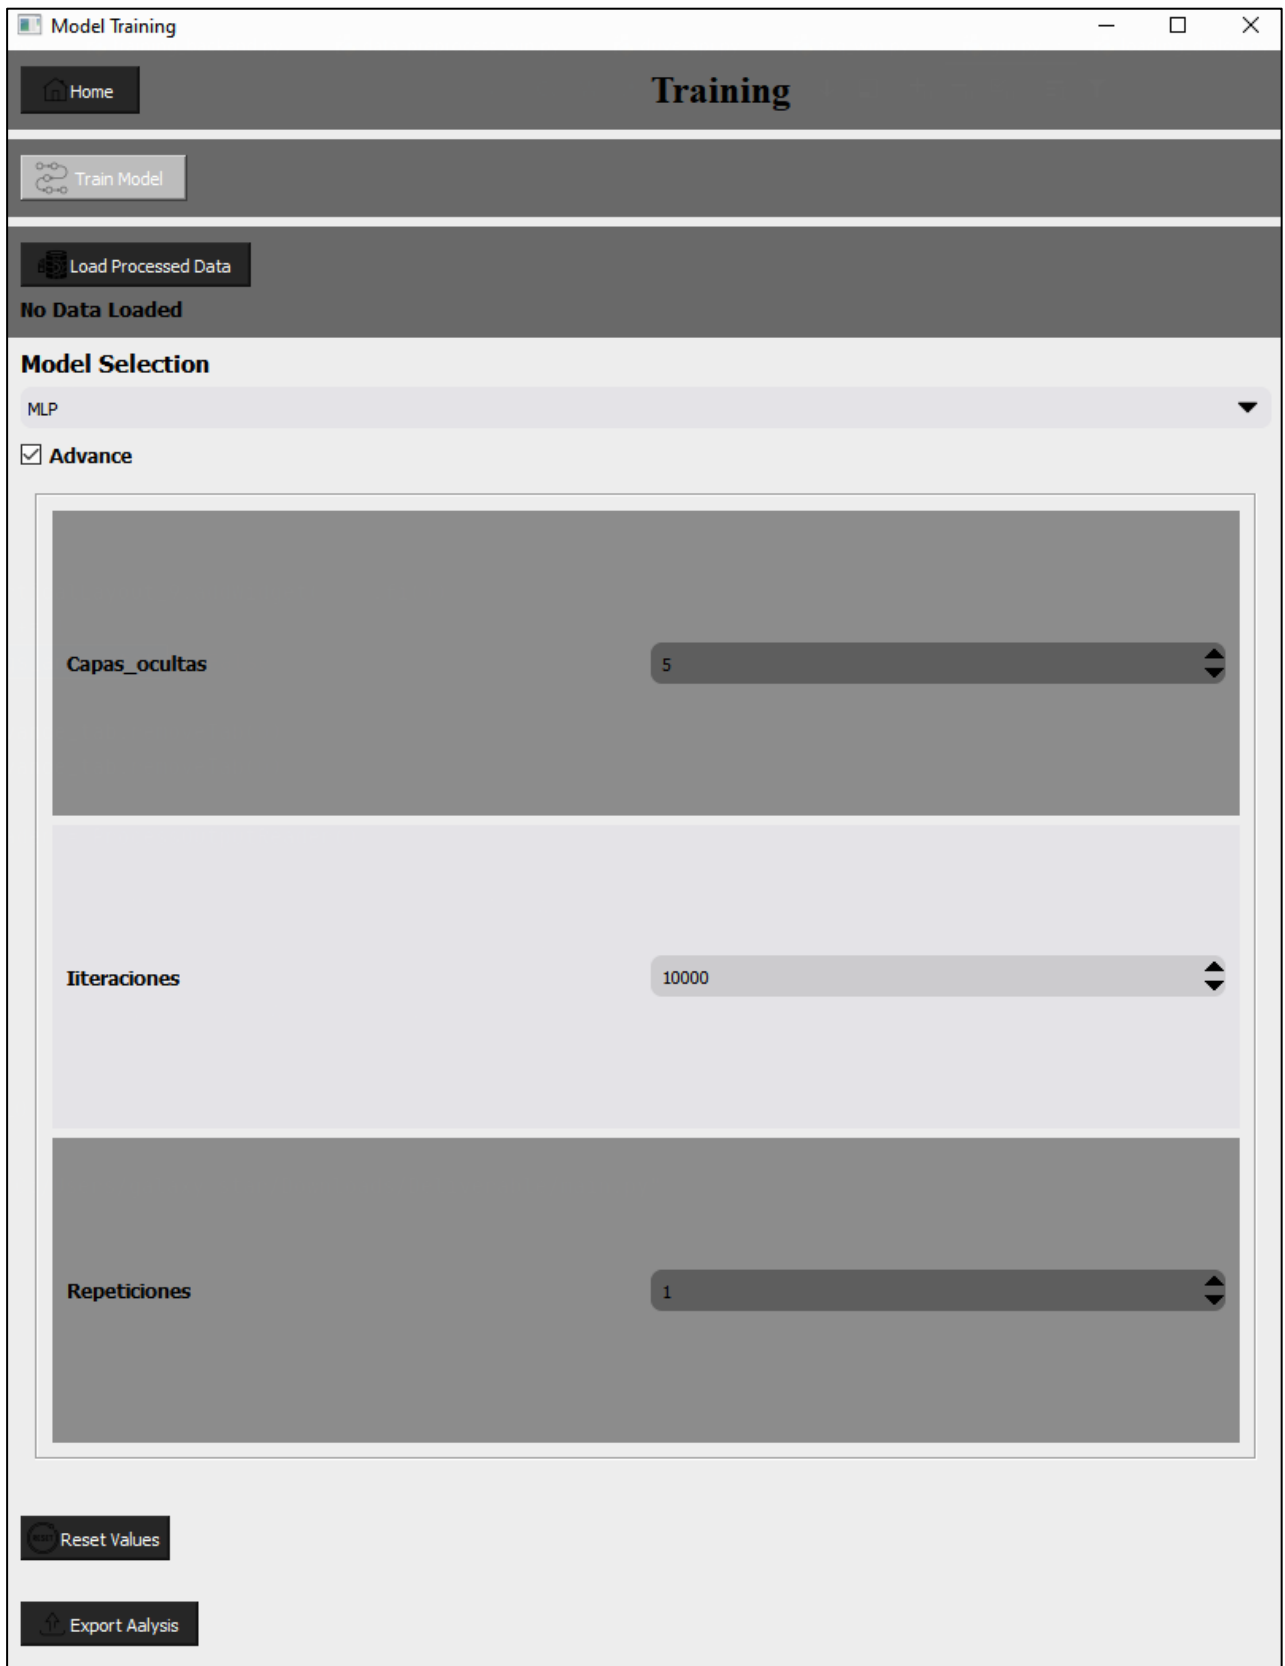 Model Training
Home
Training
Train Model
Load Processed Data
No Data Loaded
Model Selection
MLP
Advance
Capas_ocultas
5
Iiteraciones
10000
Repeticiones
1
RESET
Reset Values
Export Aalysis